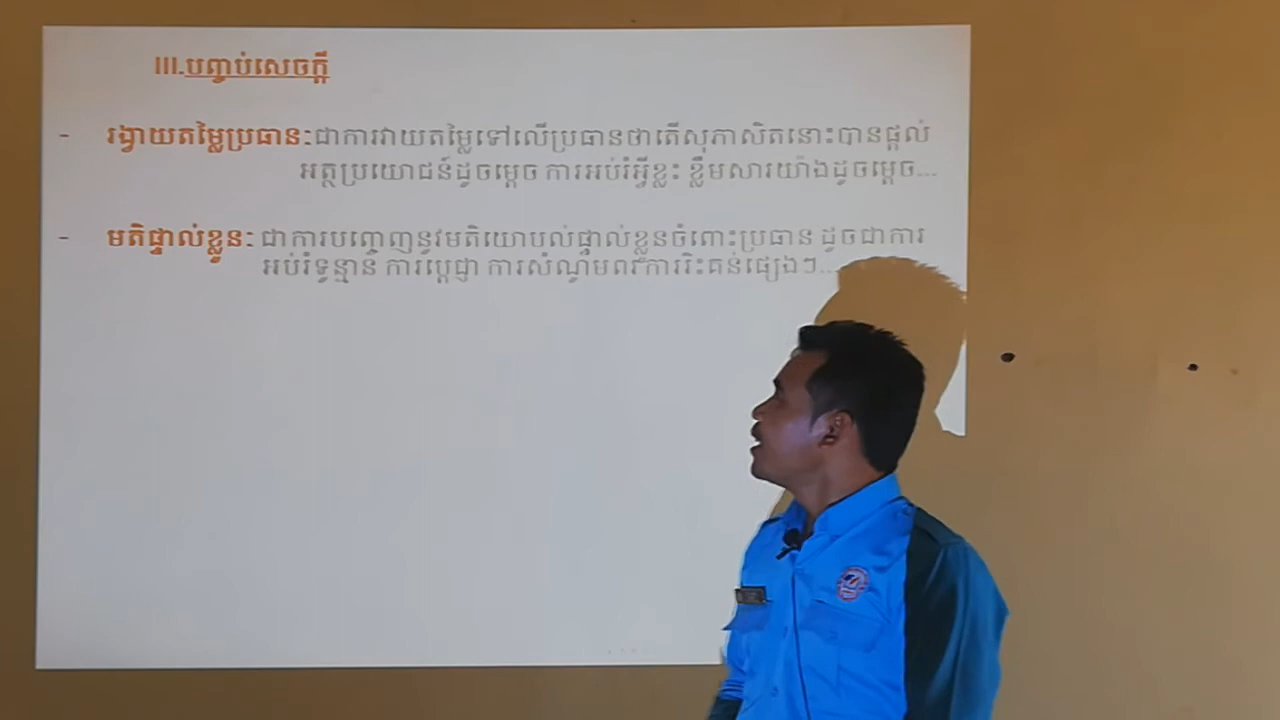 III.បញ្ចប់សេចក្ដី
- រង្វាយតម្លៃប្រធាន:ជាការវាយតម្លៃទៅលើប្រធានថាតើសុភាសិតនោះបានផ្ដល់
អត្ថប្រយោជន៍ដូចម្ដេច ការអប់រំអ្វីខ្លះ ខ្លឹមសារយ៉ាងដូចម្ដេច...
- មតិផ្ទាល់ខ្លួន: ជាការបញ្ចេញនូវមតិយោបល់ផ្ទាល់ខ្លួនចំពោះប្រធាន ដូចជាការ
អប់រំទូន្មាន ការប្ដេជ្ញា ការសំណូមពរ ការរិះគន់ផ្សេងៗ...